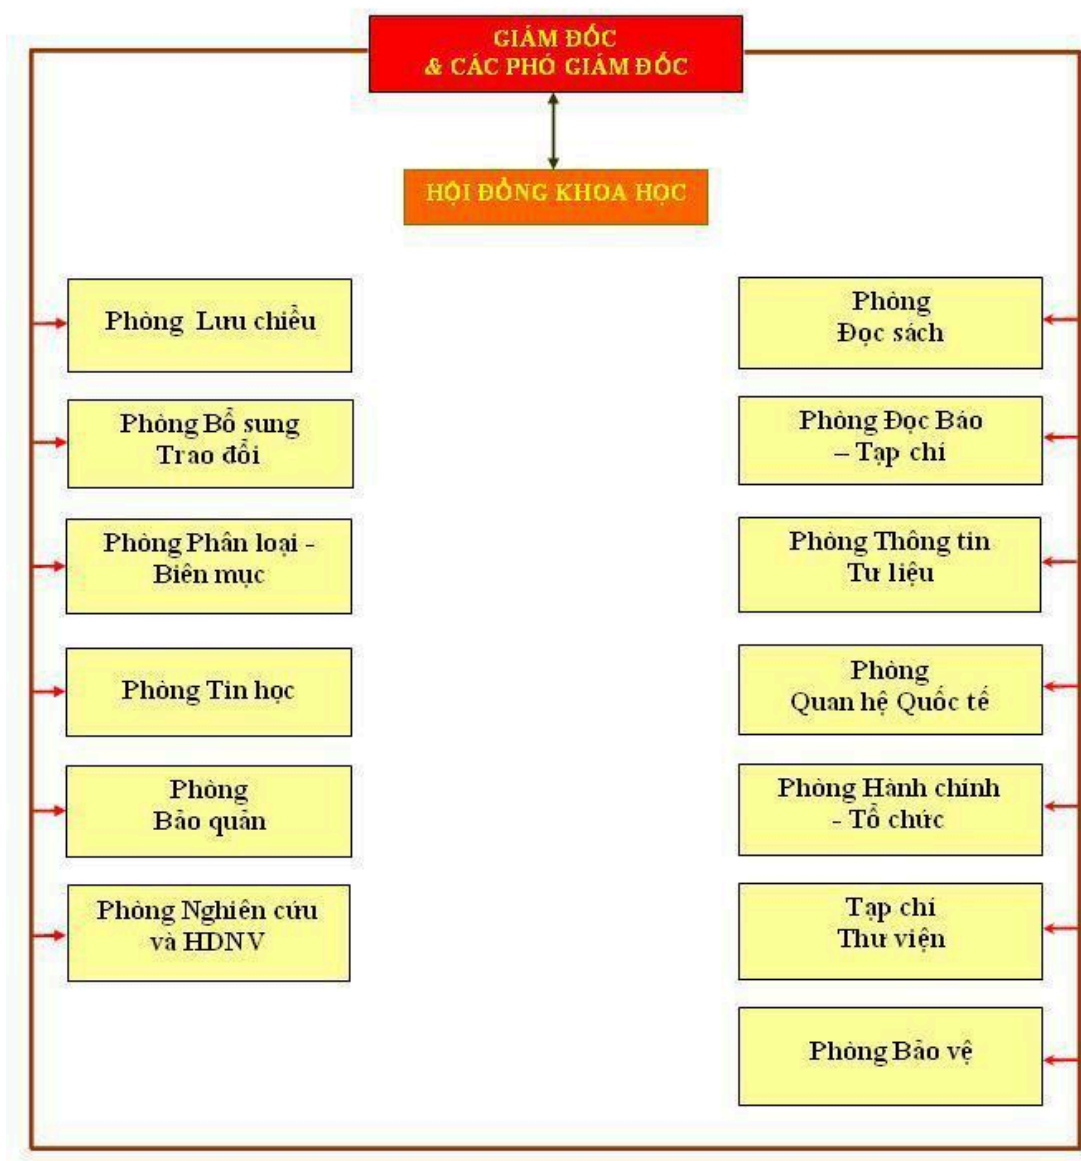 GIÁM ĐỐC
& CÁC PHÓ GIÁM ĐỐC
HỘI ĐỒNG KHOA HỌC
Phòng Lưu chiểu
Phòng Bổ sung
Trao đổi
Phòng Phân loại -
Biên mục
Phòng Tin học
Phòng
Bảo quản
Phòng Nghiên cứu
và HDNV
Phòng
Đọc sách
Phòng Đọc Báo
– Tạp chí
Phòng Thông tin
Tư liệu
Phòng
Quan hệ Quốc tế
Phòng Hành chính
- Tổ chức
Tạp chí
Thư viện
Phòng Bảo vệ